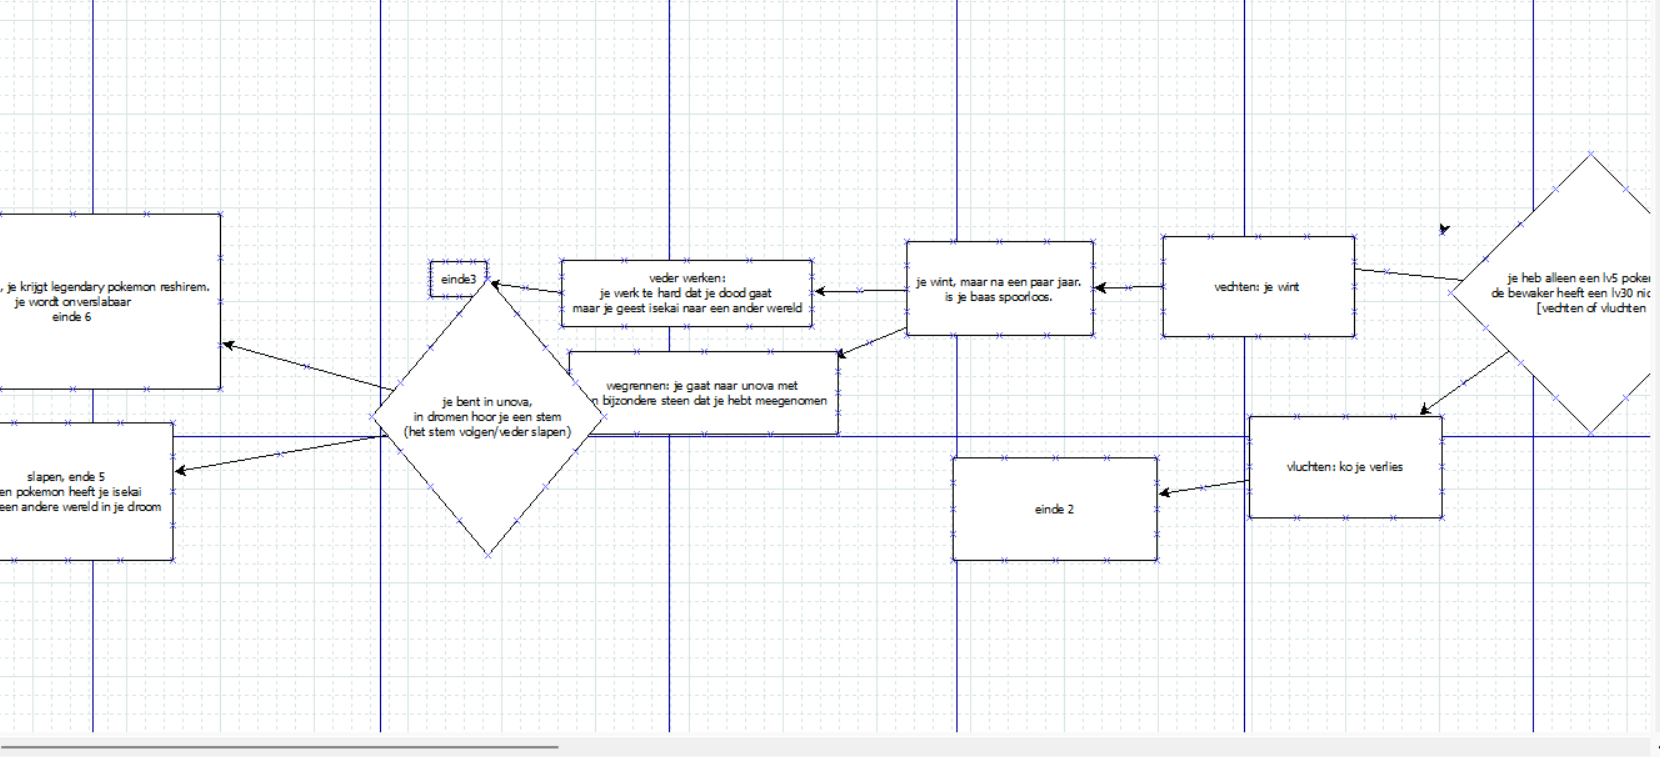 , je krijgt legendary pokemon reshirem.
je wordt onverslabaar
einde 6
slapen, ende 5
en pokemon heeft je isekai
een andere wereld in je droom
einde3
je bent in unova,
in dromen hoor je een stem
(het stem volgen/veder slapen)
veder werken:
je werk te hard dat je dood gaat
maar je geest isekai naar een ander wereld
wegrennen: je gaat naar unova met
n bijzondere steen dat je hebt meegenomen
je wint, maar na een paar jaar.
is je baas spoorloos.
einde 2
vechten: je wint
vluchten: ko je verlies
je heb alleen een lv5 poke
de bewaker heeft een lv30
[vechten of vluchten